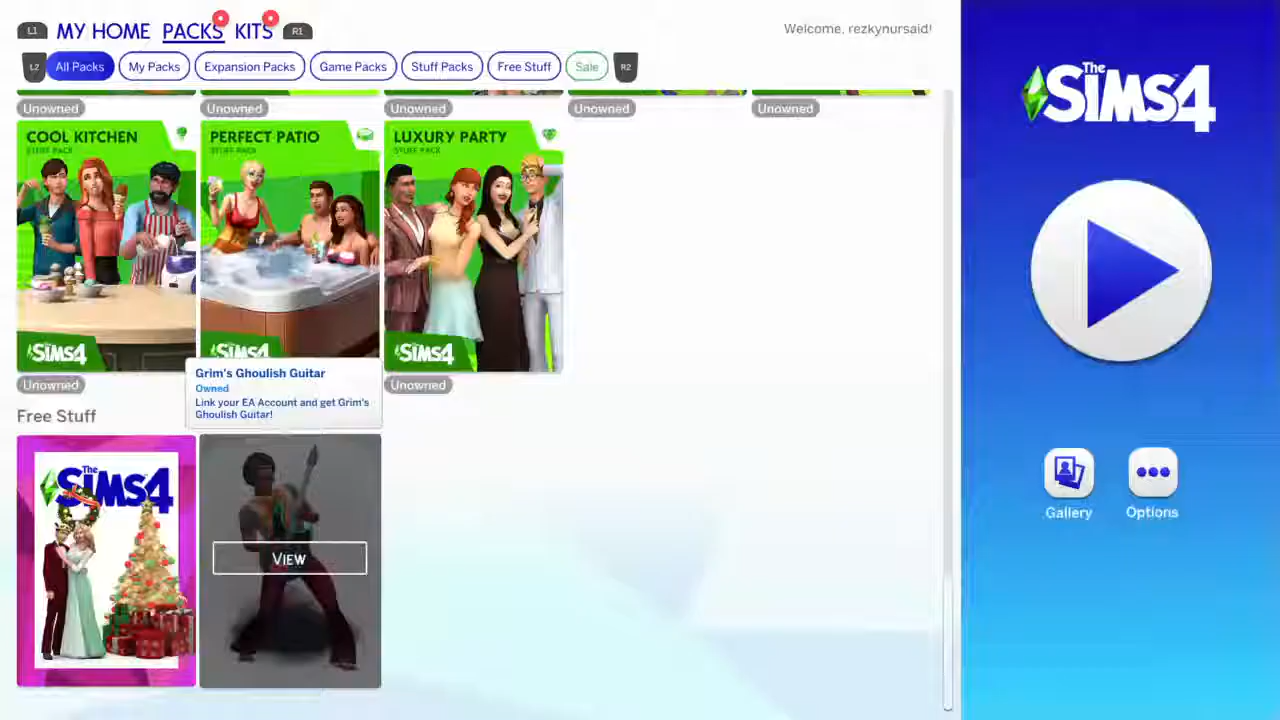 L1 MY HOME PACKS KITS R1
Welcome, rezkynursaid!
L2 All Packs My Packs Expansion Packs Game Packs Stuff Packs Free Stuff Sale R2
Unowned Unowned Unowned Unowned Unowned
COOL KITCHEN
STUFF PACK
PERFECT PATIO
STUFF PACK
LUXURY PARTY
STUFF PACK
The SIMS4
The SIMS4
The SIMS4
Unowned
Unowned
Grim's Ghoulish Guitar
Owned
Link your EA Account and get Grim's
Ghoulish Guitar!
Free Stuff
The SIMS4
VIEW
The SIMS4
Gallery
Options